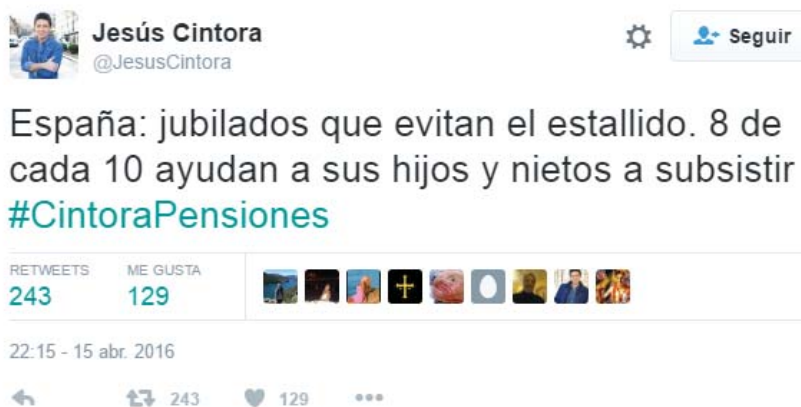 Jesús Cintora
@JesusCintora
Seguir
España: jubilados que evitan el estallido. 8 de
cada 10 ayudan a sus hijos y nietos a subsistir
#CintoraPensiones
RETWEETS ME GUSTA
243 129
22:15 - 15 abr. 2016
243 129